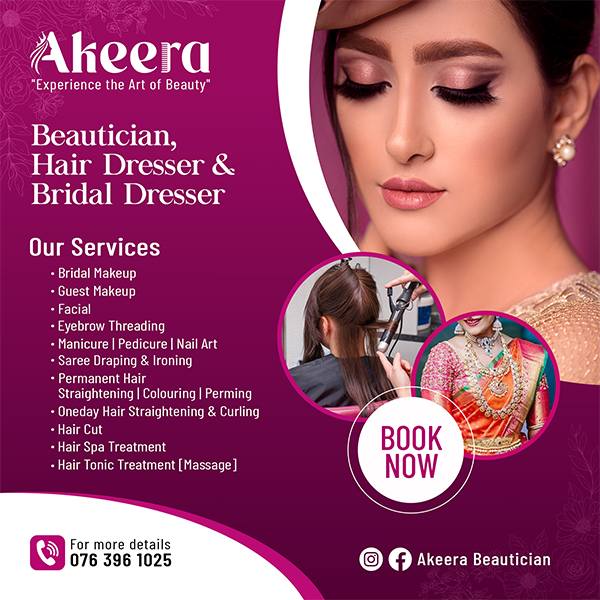 Akeera
"Experience the Art of Beauty"
Beautician,
Hair Dresser &
Bridal Dresser
Our Services
• Bridal Makeup
• Guest Makeup
• Facial
• Eyebrow Threading
• Manicure | Pedicure | Nail Art
• Saree Draping & Ironing
• Permanent Hair
Straightening | Colouring | Perming
• Oneday Hair Straightening & Curling
• Hair Cut
• Hair Spa Treatment
• Hair Tonic Treatment [Massage]
BOOK
NOW
For more details
076 396 1025
Akeera Beautician